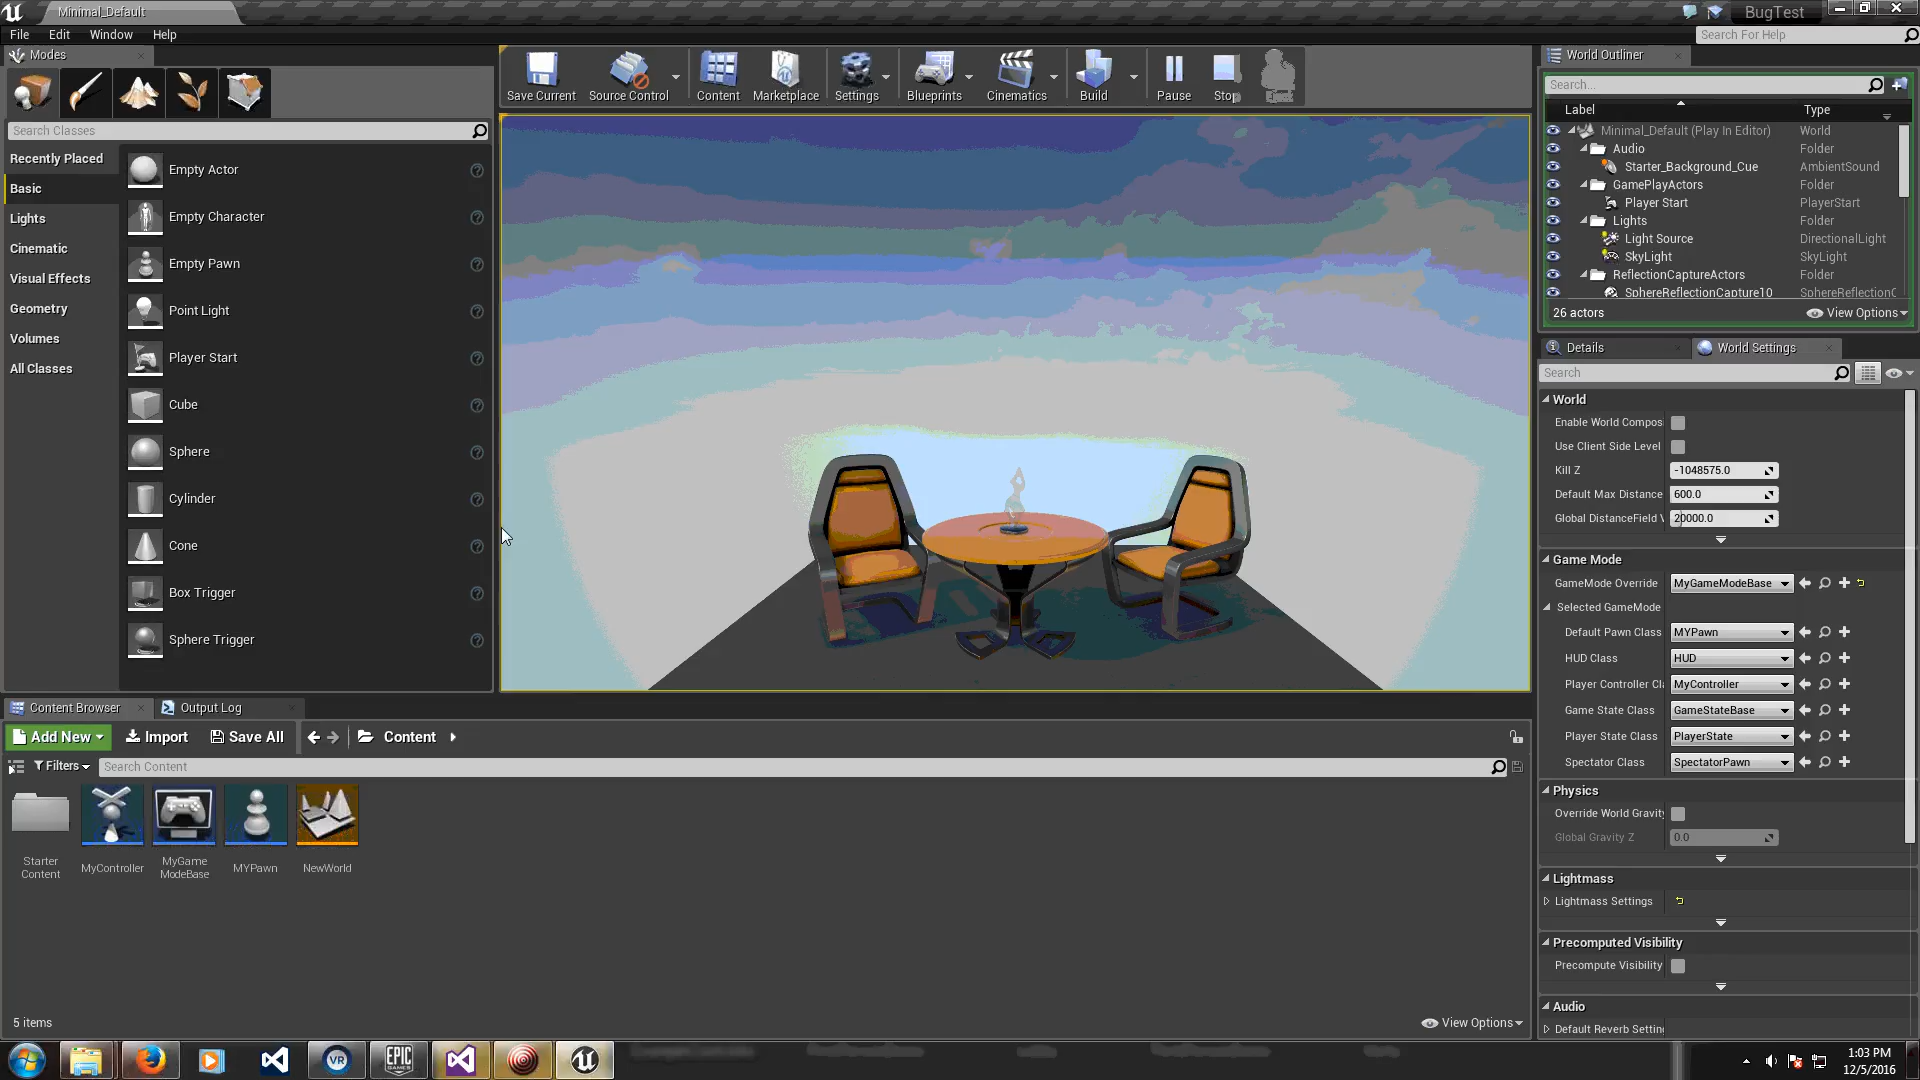 Minimal_Default
BugTest
File Edit Window Help
Search For Help
Modes
Search Classes
Recently Placed
Basic
Lights
Cinematic
Visual Effects
Geometry
Volumes
All Classes
Empty Actor
Empty Character
Empty Pawn
Point Light
Player Start
Cube
Sphere
Cylinder
Cone
Box Trigger
Sphere Trigger
Save Current
Source Control
Content
Marketplace
Settings
Blueprints
Cinematics
Build
Pause
Stop
World Outliner
Search...
Label Type
Minimal_Default (Play In Editor) World
Audio Folder
Starter_Background_Cue AmbientSound
GamePlayActors Folder
Player Start PlayerStart
Lights Folder
Light Source DirectionalLight
SkyLight SkyLight
ReflectionCaptureActors Folder
SphereReflectionCapture10 SphereReflectionC
26 actors View Options
Details World Settings
Search
World
Enable World Compos
Use Client Side Level
Kill Z -1048575.0
Default Max Distance 600.0
Global DistanceField V 20000.0
Game Mode
GameMode Override MyGameModeBase
Selected GameMode
Default Pawn Class MYPawn
HUD Class HUD
Player Controller Cl MyController
Game State Class GameStateBase
Player State Class PlayerState
Spectator Class SpectatorPawn
Physics
Override World Gravity
Global Gravity Z 0.0
Lightmass
Lightmass Settings
Precomputed Visibility
Precompute Visibility
Audio
Default Reverb Settin
Content Browser Output Log
Add New Import Save All Content
Filters Search Content
Starter Content
MyController
MyGame ModeBase
MYPawn
NewWorld
5 items View Options
VR
EPIC GAMES
1:03 PM
12/5/2016